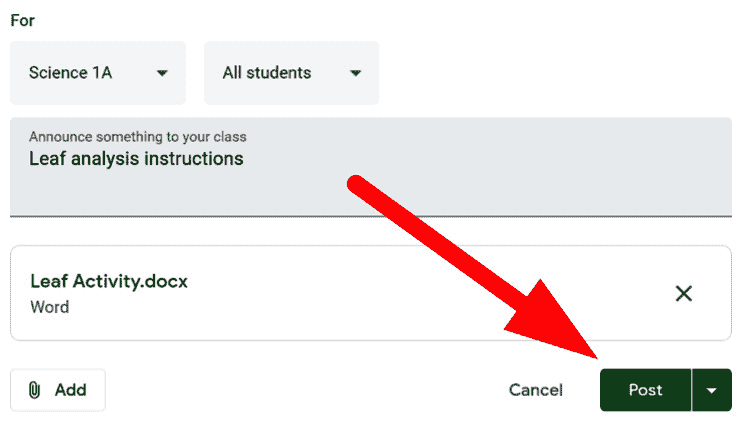 For
Science 1A All students
Announce something to your class
Leaf analysis instructions
Leaf Activity.docx
Word
Add Cancel Post